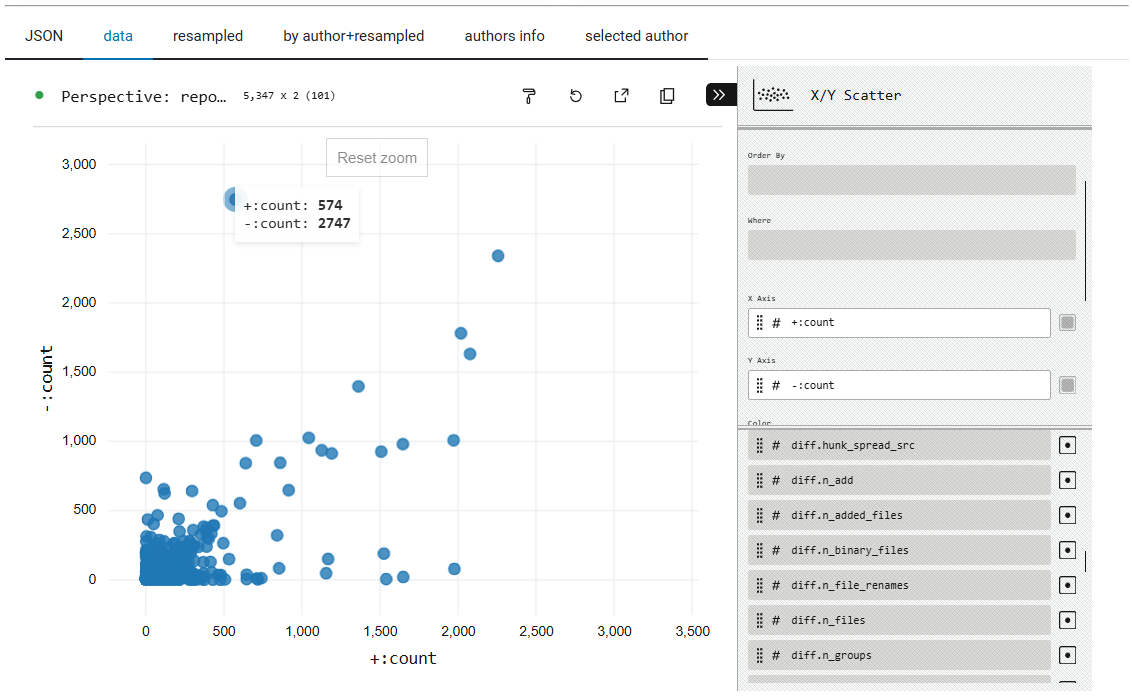 JSON data resampled by author+resampled authors info selected author
Perspective: repo… 5,347 x 2 (101)
X/Y Scatter
Reset zoom
+:count: 574
-:count: 2747
3,000
2,500
2,000
1,500
1,000
500
0
-:count
0 500 1,000 1,500 2,000 2,500 3,000 3,500
+:count
Order By
Where
X Axis
# +:count
Y Axis
# -:count
Color
# diff.hunk_spread_src
# diff.n_add
# diff.n_added_files
# diff.n_binary_files
# diff.n_file_renames
# diff.n_files
# diff.n_groups